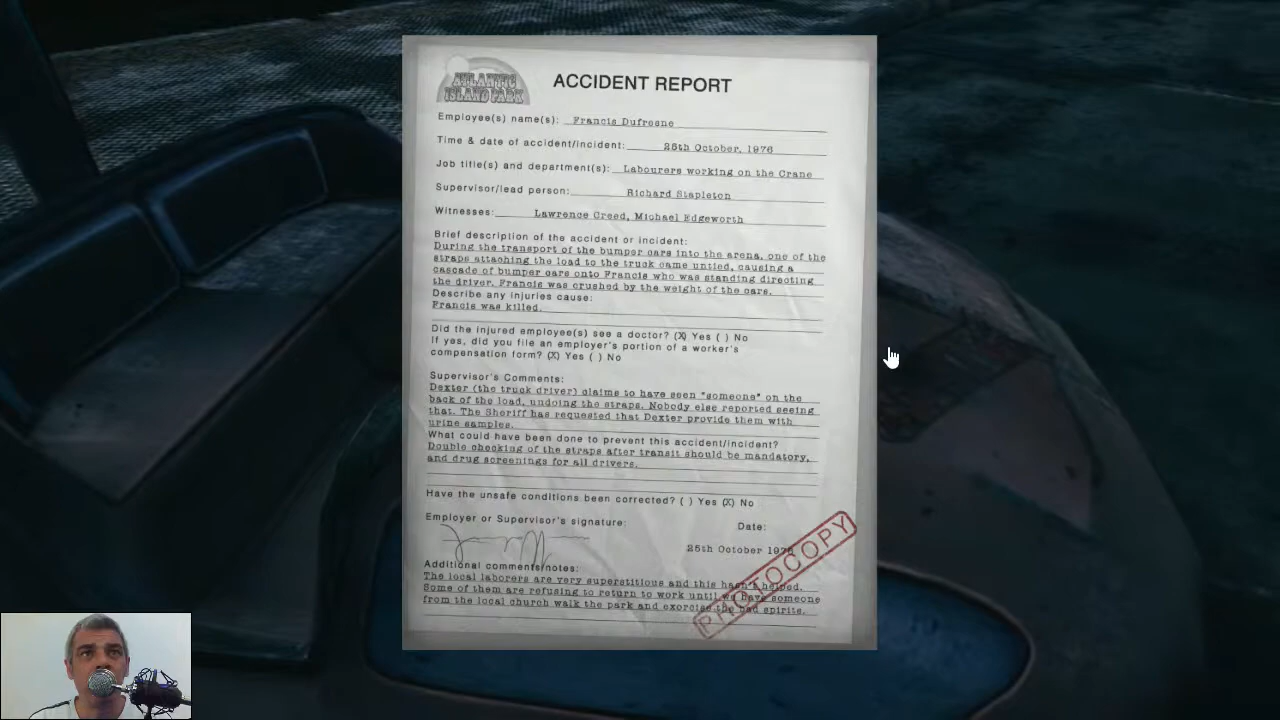 ATLANTIC
ISLAND PARK
ACCIDENT REPORT
Employee(s) name(s): Francis Dufresne
Time & date of accident/incident: 25th October, 1976
Job title(s) and department(s): Labourers working on the Crane
Supervisor/lead person: Richard Stapleton
Witnesses: Lawrence Creed, Michael Edgeworth
Brief description of the accident or incident:
During the transport of the bumper cars into the arena, one of the
straps attaching the load to the truck came untied, causing a
cascade of bumper cars onto Francis who was standing directing
the driver. Francis was crushed by the weight of the cars.
Describe any injuries cause:
Francis was killed.
Did the injured employee(s) see a doctor? (X) Yes ( ) No
If yes, did you file an employer's portion of a worker's
compensation form? (X) Yes ( ) No
Supervisor's Comments:
Dexter (the truck driver) claims to have seen "someone" on the
back of the load, undoing the straps. Nobody else reported seeing
that. The Sheriff has requested that Dexter provide them with
urine samples.
What could have been done to prevent this accident/incident?
Double checking of the straps after transit should be mandatory,
and drug screenings for all drivers.
Have the unsafe conditions been corrected? ( ) Yes (X) No
Employer or Supervisor's signature:
Date:
25th October 1976
Additional comments/notes:
The local laborers are very superstitious and this hasn't helped.
Some of them are refusing to return to work until we have someone
from the local church walk the park and exorcise the bad spirits.
PHOTOCOPY